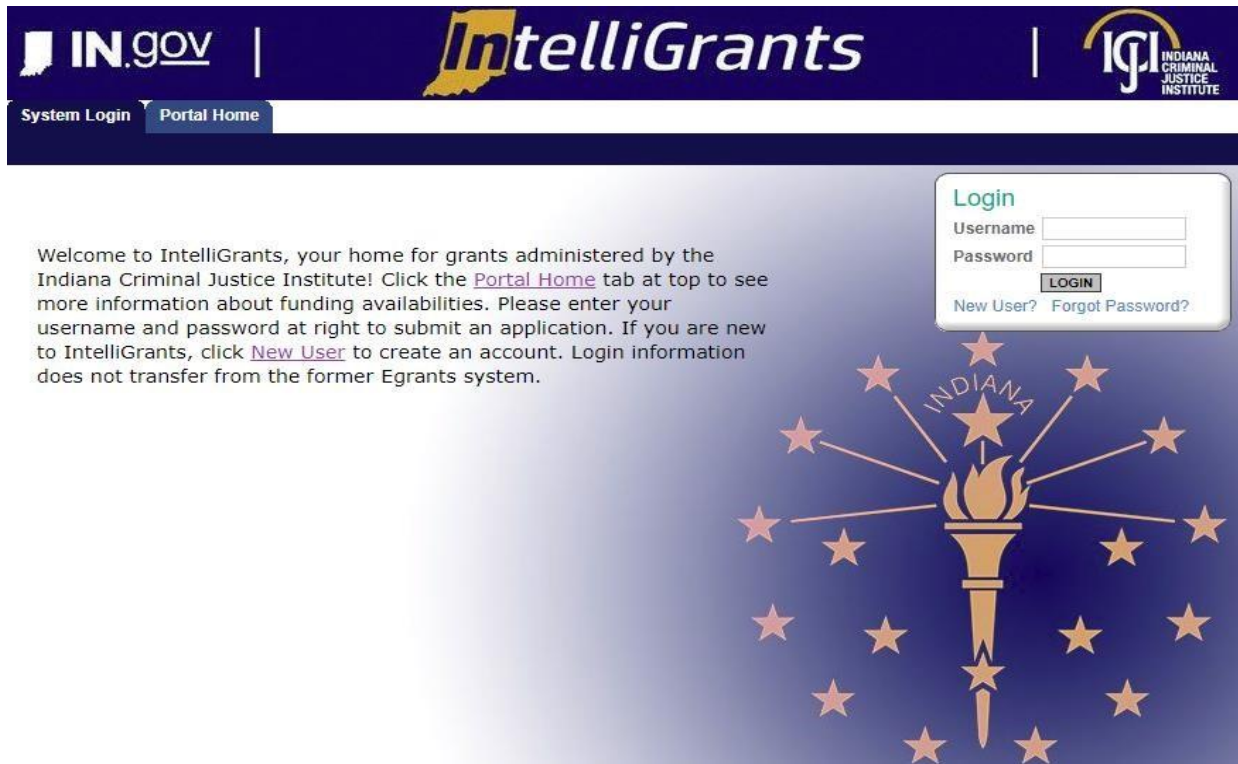 IN.gov | IntelliGrants | ICJI INDIANA
CRIMINAL
JUSTICE
INSTITUTE
System Login Portal Home
Login
Username
Password
LOGIN
New User? Forgot Password?
Welcome to IntelliGrants, your home for grants administered by the
Indiana Criminal Justice Institute! Click the Portal Home tab at top to see
more information about funding availabilities. Please enter your
username and password at right to submit an application. If you are new
to IntelliGrants, click New User to create an account. Login information
does not transfer from the former Egrants system.
INDIANA